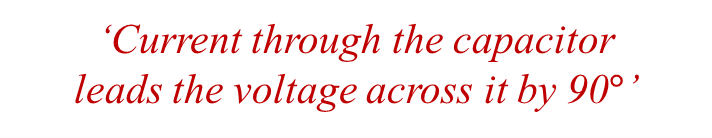 ‘Current through the capacitor
leads the voltage across it by 90° ’